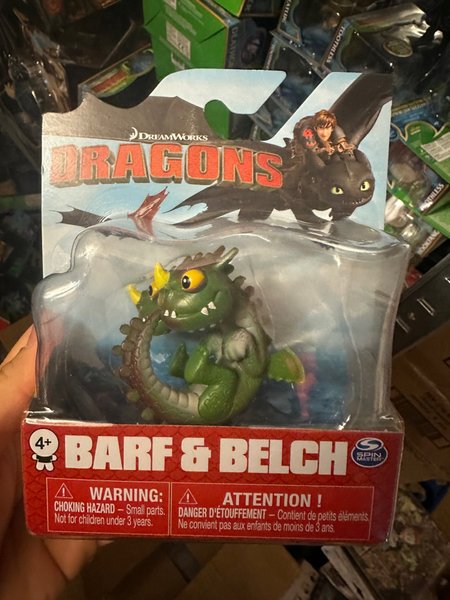 DREAMWORKS
DRAGONS
4+
BARF & BELCH
SPIN
MASTER
WARNING:
CHOKING HAZARD – Small parts.
Not for children under 3 years.
ATTENTION !
DANGER D'ÉTOUFFEMENT – Contient de petits éléments.
Ne convient pas aux enfants de moins de 3 ans.